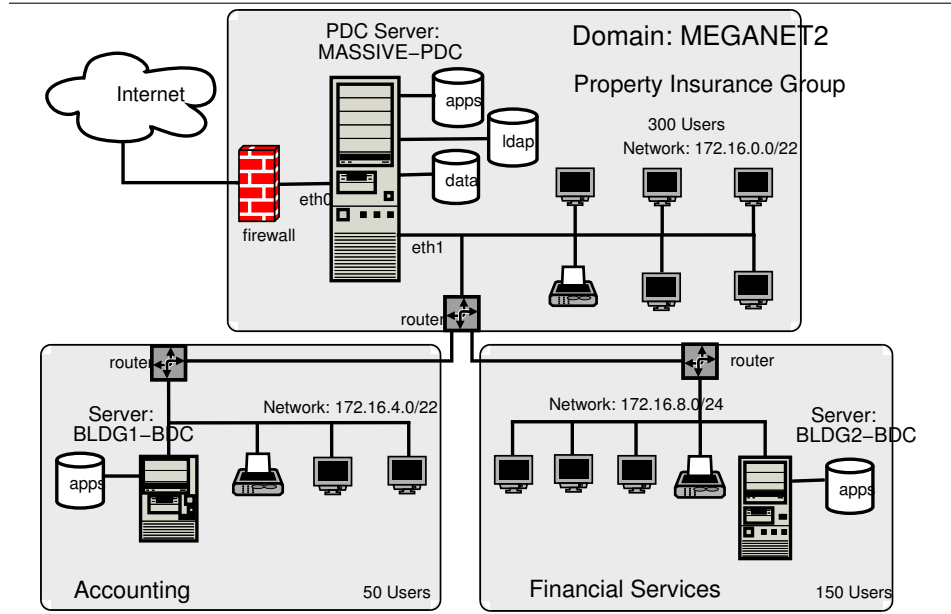 PDC Server:
MASSIVE−PDC
Domain: MEGANET2
Internet
Property Insurance Group
apps
ldap
data
300 Users
Network: 172.16.0.0/22
eth0
firewall
eth1
router
router
router
Network: 172.16.4.0/22
Network: 172.16.8.0/24
Server:
BLDG1−BDC
Server:
BLDG2−BDC
apps
apps
Accounting
50 Users
Financial Services
150 Users